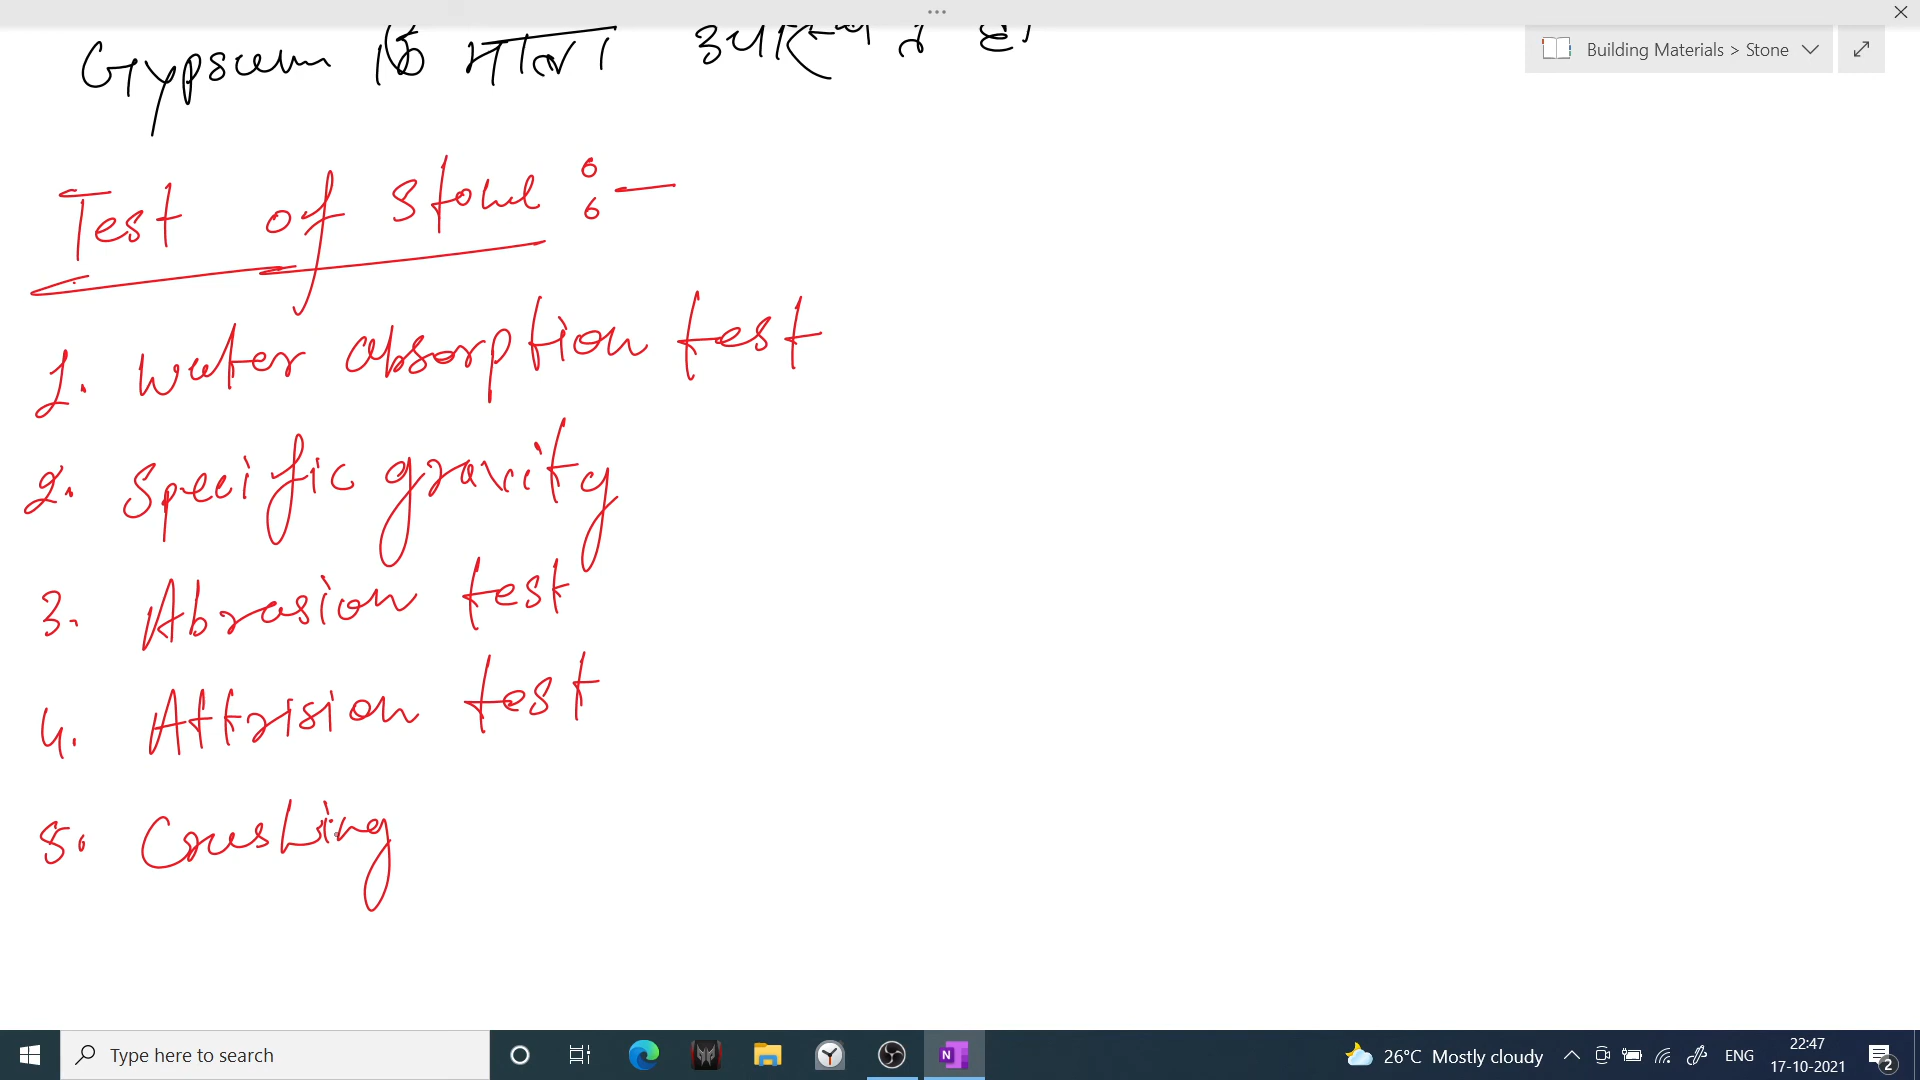 Gypsum कि मात्रा उपस्थित हो
Building Materials > Stone
Test of Stone :-
1. Water absorption test
2. Specific gravity
3. Abrasion test
4. Attrision test
5. Crushing
Type here to search
26°C Mostly cloudy
ENG
22:47
17-10-2021
2